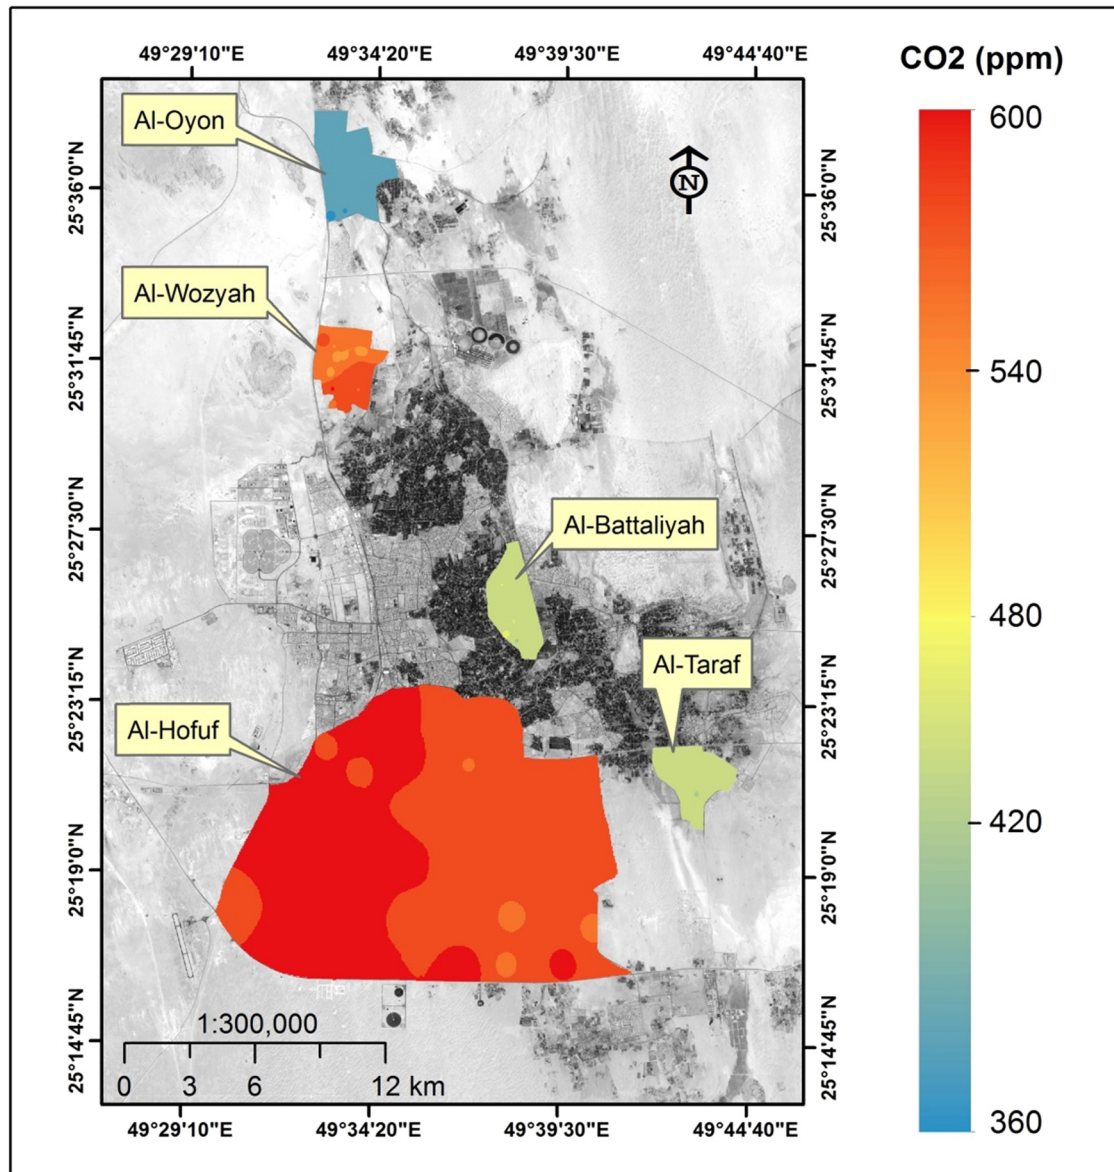 49°29'10"E 49°34'20"E 49°39'30"E 49°44'40"E
CO2 (ppm)
600
540
480
420
360
Al-Oyon
N
25°36'0"N
25°36'0"N
Al-Wozyah
25°31'45"N
25°31'45"N
Al-Battaliyah
25°27'30"N
25°27'30"N
Al-Taraf
25°23'15"N
25°23'15"N
Al-Hofuf
25°19'0"N
25°19'0"N
25°14'45"N
25°14'45"N
1:300,000
0 3 6 12 km
49°29'10"E 49°34'20"E 49°39'30"E 49°44'40"E